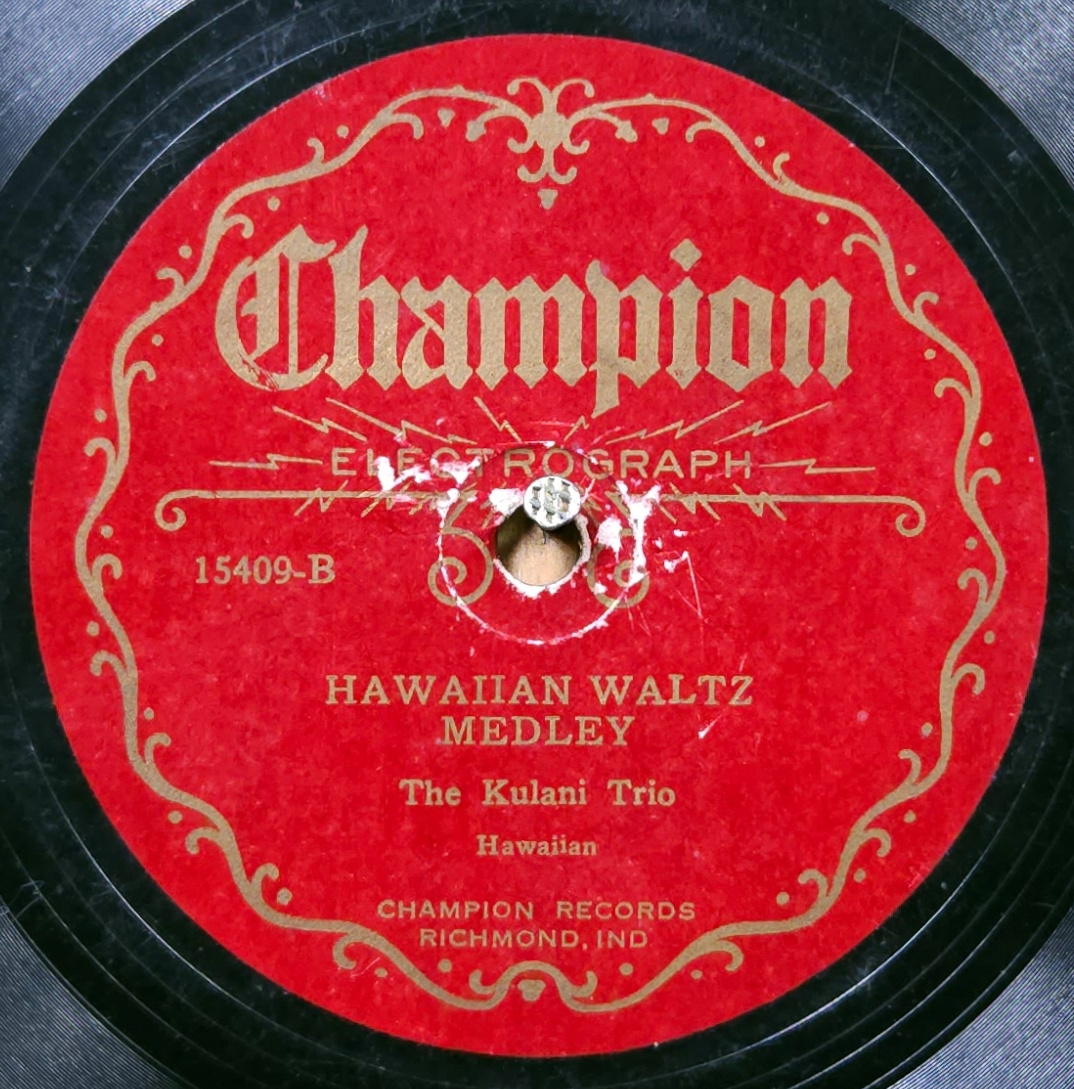 Champion
ELECTROGRAPH
15409-B
HAWAIIAN WALTZ
MEDLEY
The Kulani Trio
Hawaiian
CHAMPION RECORDS
RICHMOND, IND